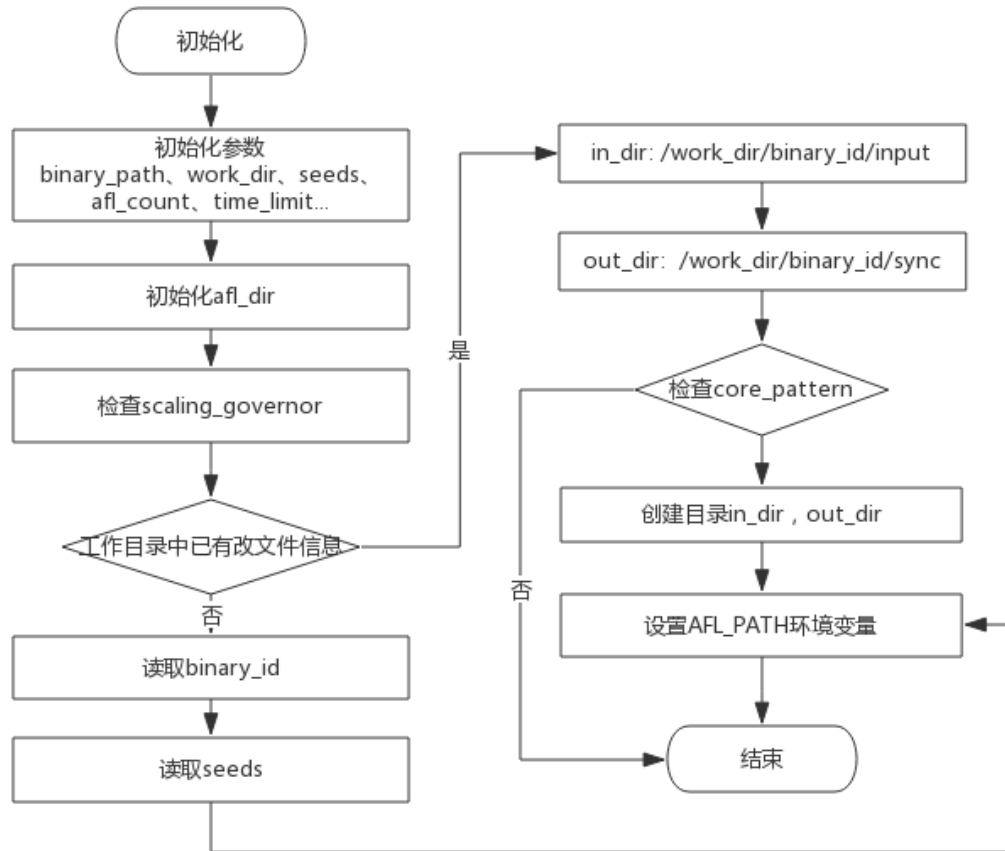 初始化
初始化参数
binary_path、work_dir、seeds、
afl_count、time_limit...
初始化afl_dir
检查scaling_governor
工作目录中已有改文件信息
是
否
读取binary_id
读取seeds
in_dir: /work_dir/binary_id/input
out_dir: /work_dir/binary_id/sync
检查core_pattern
否
创建目录in_dir，out_dir
设置AFL_PATH环境变量
结束